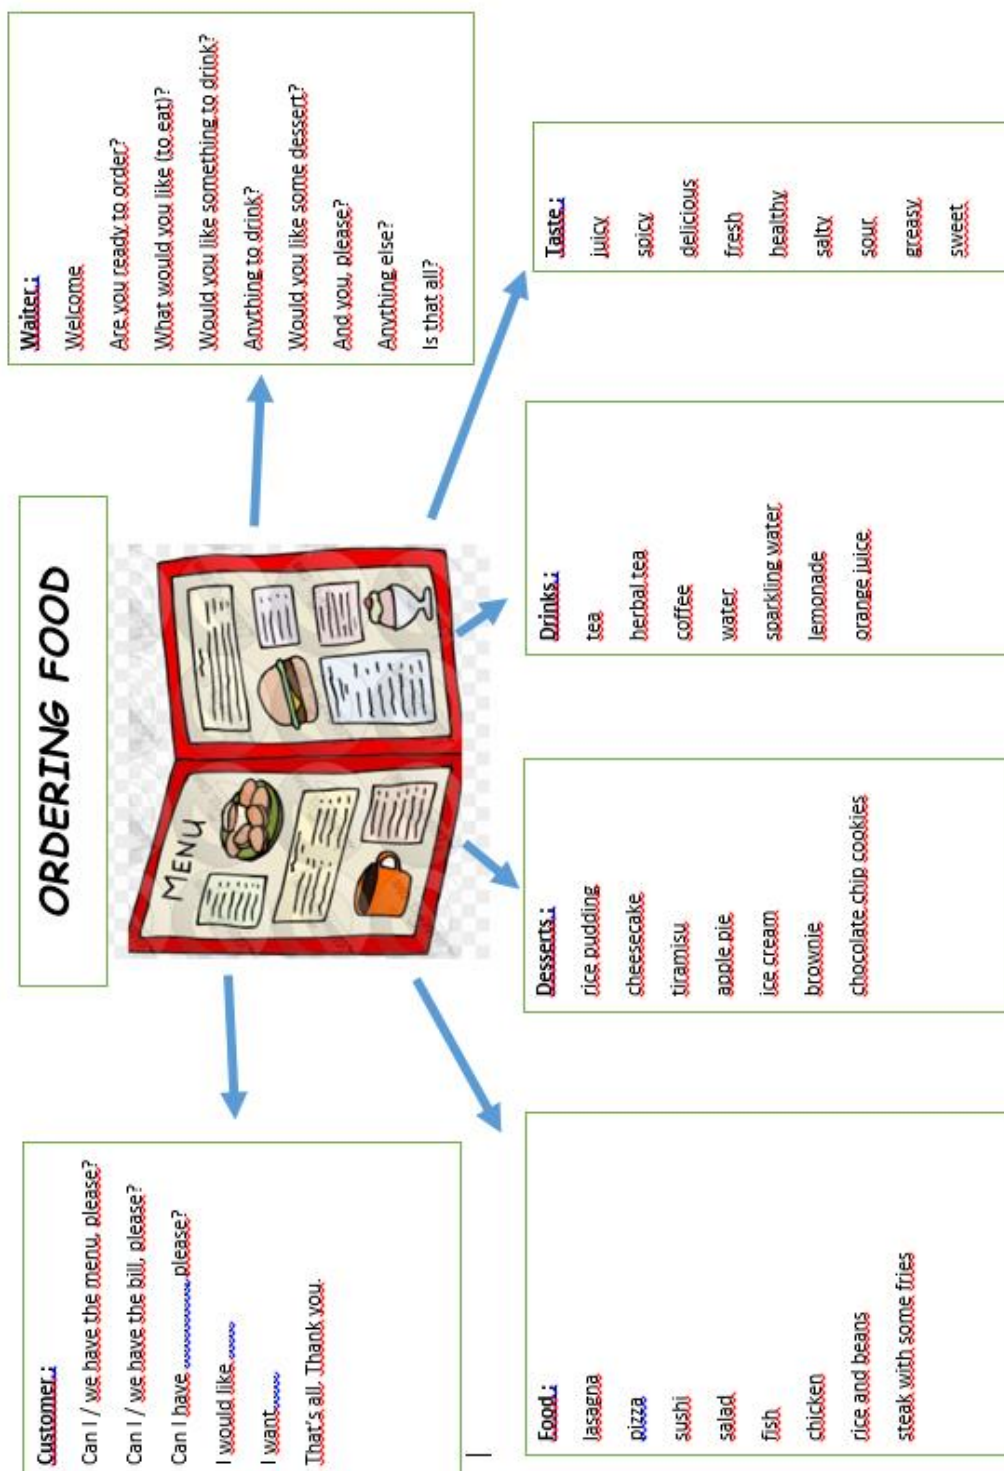 ORDERING FOOD
MENU
Customer :
Can I / we have the menu, please?
Can I / we have the bill, please?
Can I have ................ please?
I would like ......
I want......
That's all. Thank you.
Waiter :
Welcome
Are you ready to order?
What would you like (to eat)?
Would you like something to drink?
Anything to drink?
Would you like some dessert?
And you, please?
Anything else?
Is that all?
Food :
lasagna
pizza
sushi
salad
fish
chicken
rice and beans
steak with some fries
Desserts :
rice pudding
cheesecake
tiramisu
apple pie
ice cream
brownie
chocolate chip cookies
Drinks :
tea
herbal tea
coffee
water
sparkling water
lemonade
orange juice
Taste :
juicy
spicy
delicious
fresh
healthy
salty
sour
greasy
sweet